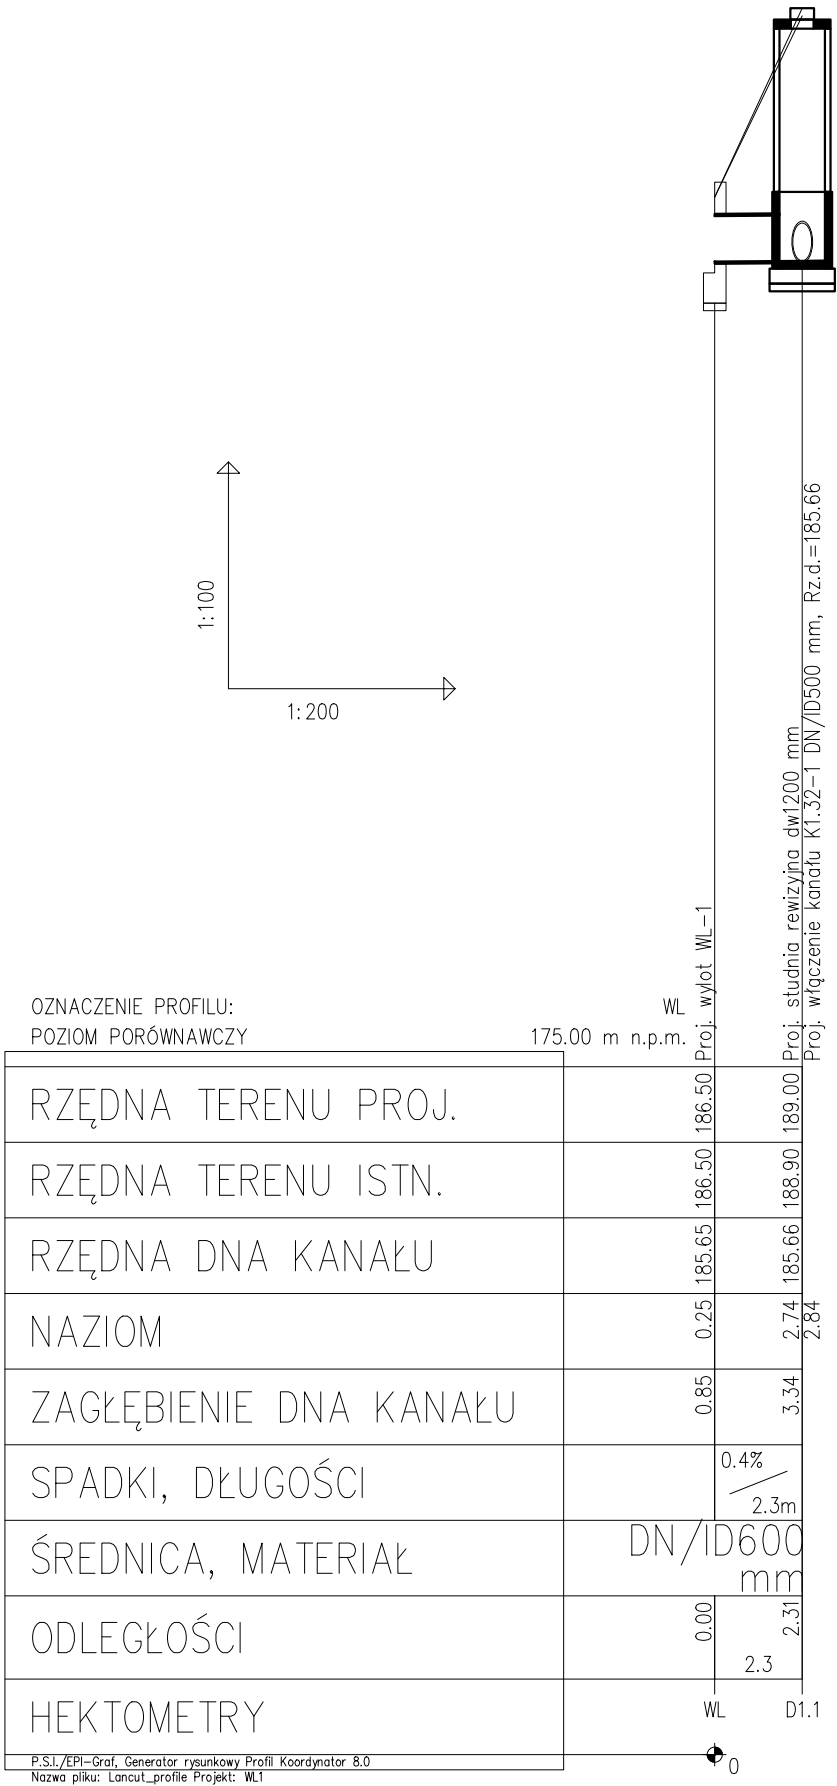 1:100
1:200
Proj. wylot WL-1
Proj. studnia rewizyjna dw1200 mm
Proj. włączenie kanału K1.32-1 DN/ID500 mm, Rz.d.=185.66
OZNACZENIE PROFILU: WL
POZIOM PORÓWNAWCZY 175.00 m n.p.m.
RZĘDNA TERENU PROJ. 186.50 189.00
RZĘDNA TERENU ISTN. 186.50 188.90
RZĘDNA DNA KANAŁU 185.65 185.66
NAZIOM 0.25 2.74 2.84
ZAGŁĘBIENIE DNA KANAŁU 0.85 3.34
SPADKI, DŁUGOŚCI 0.4% 2.3m
ŚREDNICA, MATERIAŁ DN/ID600
mm
ODLEGŁOŚCI 0.00 2.31
2.3
HEKTOMETRY WL D1.1
0
P.S.I./EPI-Graf, Generator rysunkowy Profil Koordynator 8.0
Nazwa pliku: Lancut_profile Projekt: WL1